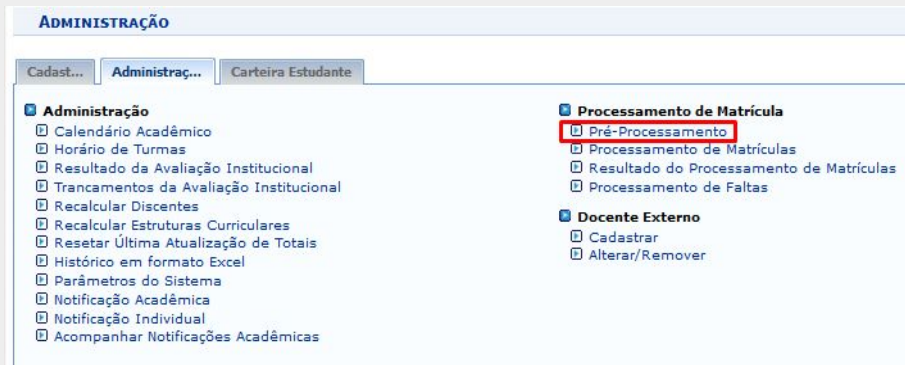 ADMINISTRAÇÃO
Cadast... Administraç... Carteira Estudante
Administração
Calendário Acadêmico
Horário de Turmas
Resultado da Avaliação Institucional
Trancamentos da Avaliação Institucional
Recalcular Discentes
Recalcular Estruturas Curriculares
Resetar Última Atualização de Totais
Histórico em formato Excel
Parâmetros do Sistema
Notificação Acadêmica
Notificação Individual
Acompanhar Notificações Acadêmicas
Processamento de Matrícula
Pré-Processamento
Processamento de Matrículas
Resultado do Processamento de Matrículas
Processamento de Faltas
Docente Externo
Cadastrar
Alterar/Remover